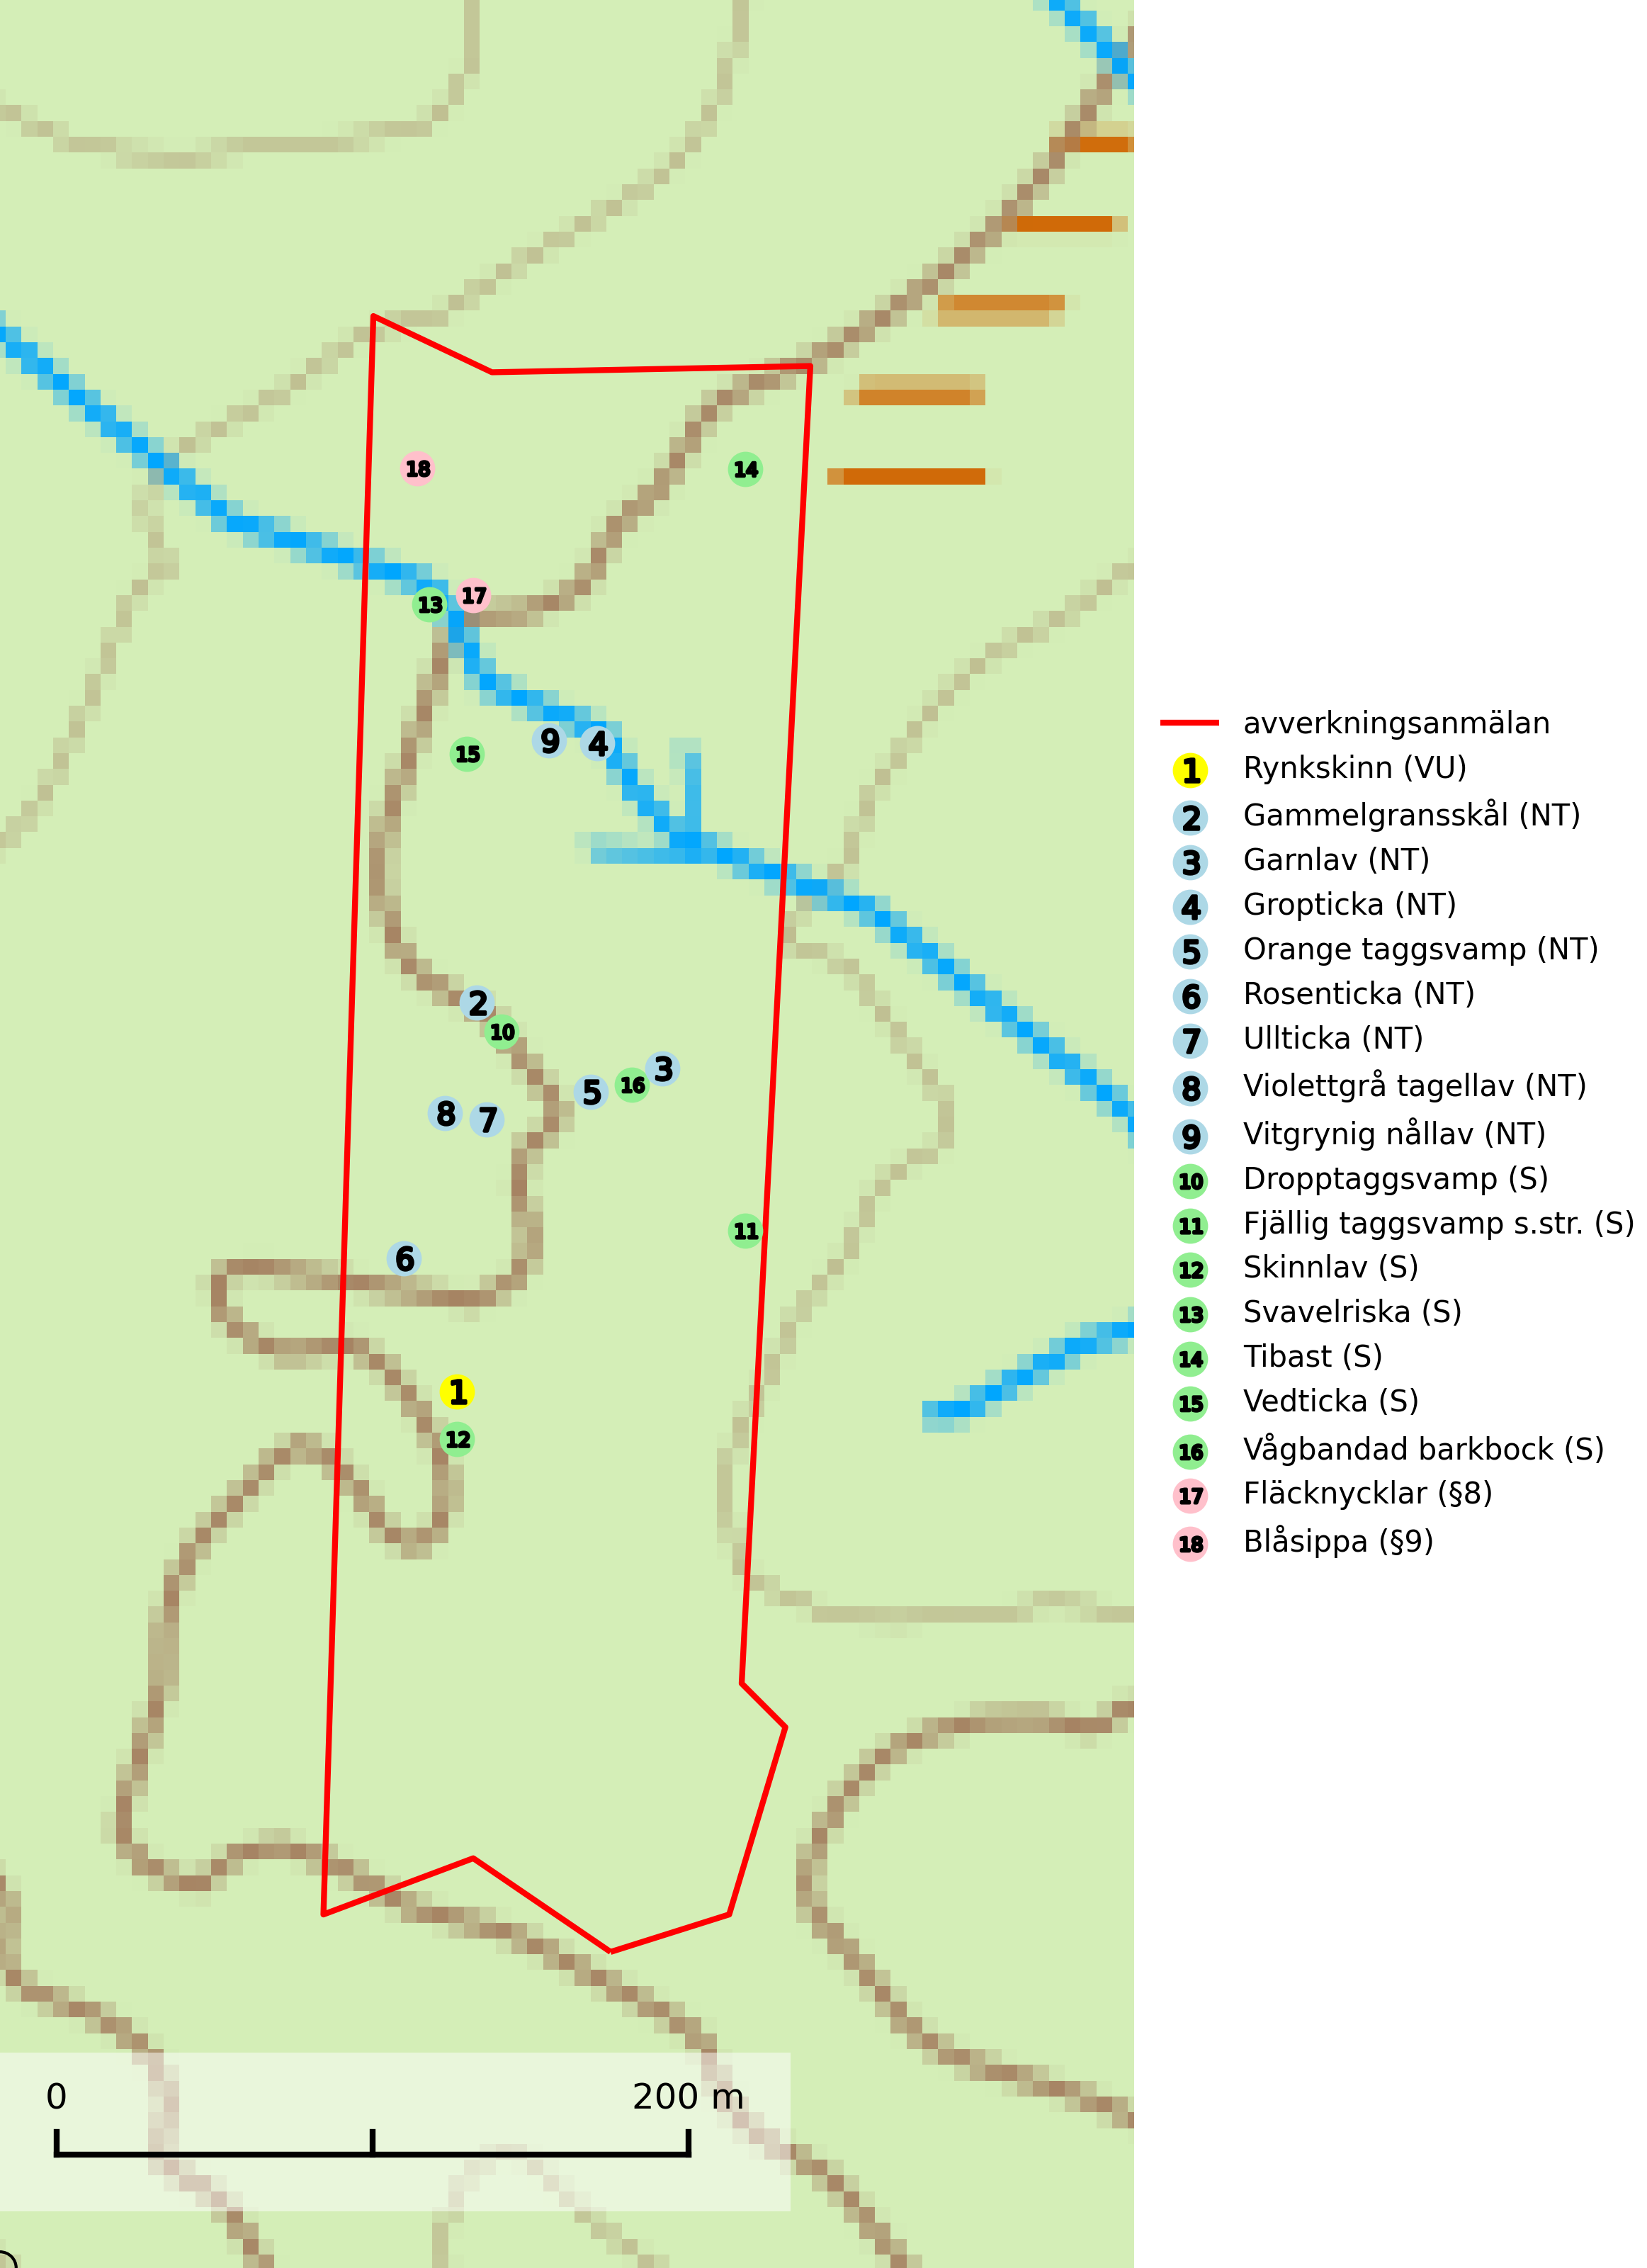 18
14
17
13
9
4
15
2
10
3
16
5
8
7
11
6
1
12
avverkningsanmälan
1 Rynkskinn (VU)
2 Gammelgransskål (NT)
3 Garnlav (NT)
4 Gropticka (NT)
5 Orange taggsvamp (NT)
6 Rosenticka (NT)
7 Ullticka (NT)
8 Violettgrå tagellav (NT)
9 Vitgrynig nållav (NT)
10 Dropptaggsvamp (S)
11 Fjällig taggsvamp s.str. (S)
12 Skinnlav (S)
13 Svavelriska (S)
14 Tibast (S)
15 Vedticka (S)
16 Vågbandad barkbock (S)
17 Fläcknycklar (§8)
18 Blåsippa (§9)
0 200 m